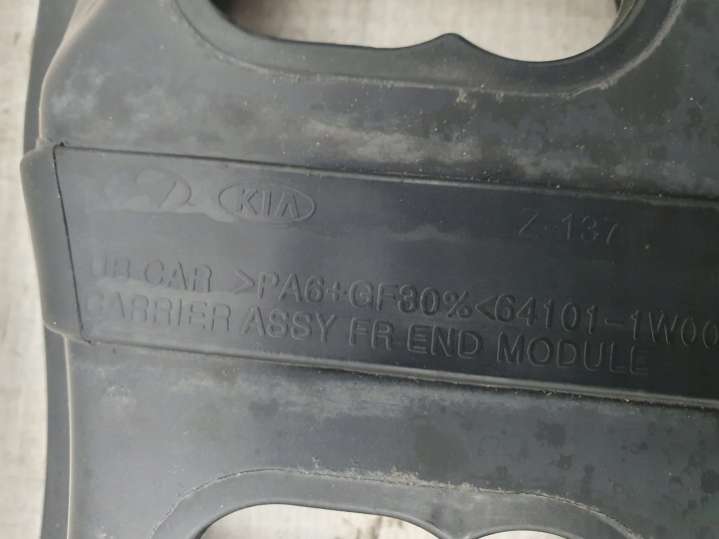 KIA Z-137
UB CAR >PA6+GF30%<64101-1W00
CARRIER ASSY FR END MODULE